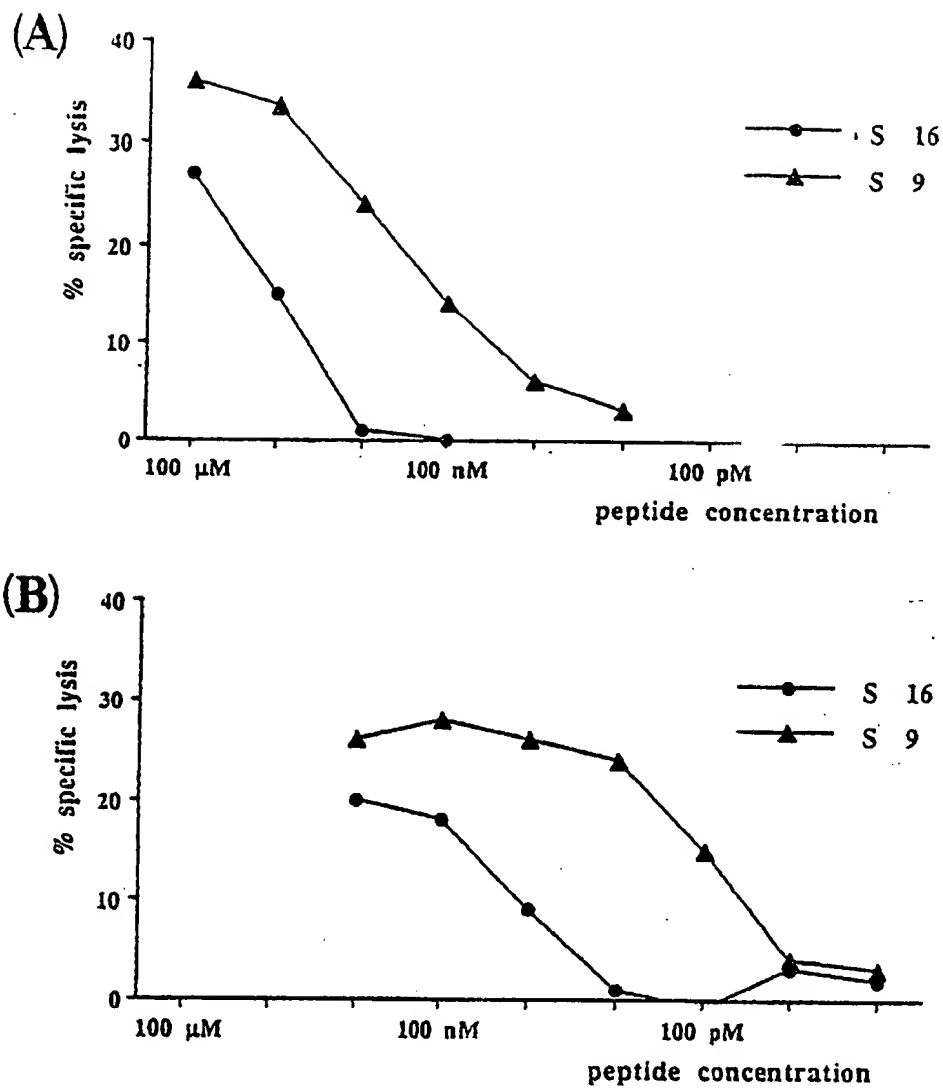 (A)
40
30
20
10
0
% specific lysis
S 16
S 9
100 µM
100 nM
100 pM
peptide concentration
(B)
40
30
20
10
0
% specific lysis
S 16
S 9
100 µM
100 nM
100 pM
peptide concentration